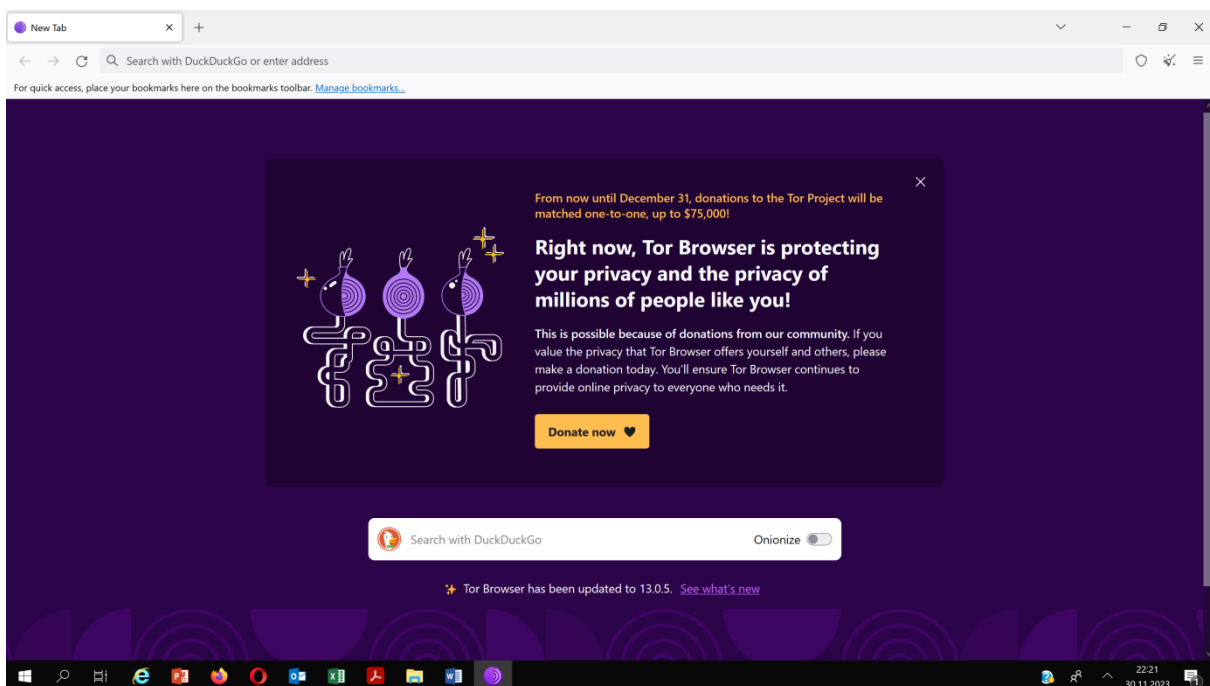 New Tab
Search with DuckDuckGo or enter address
For quick access, place your bookmarks here on the bookmarks toolbar. Manage bookmarks...
From now until December 31, donations to the Tor Project will be
matched one-to-one, up to $75,000!
Right now, Tor Browser is protecting
your privacy and the privacy of
millions of people like you!
This is possible because of donations from our community. If you
value the privacy that Tor Browser offers yourself and others, please
make a donation today. You'll ensure Tor Browser continues to
provide online privacy to everyone who needs it.
Donate now
Search with DuckDuckGo Onionize
Tor Browser has been updated to 13.0.5. See what's new
22:21
30.11.2023